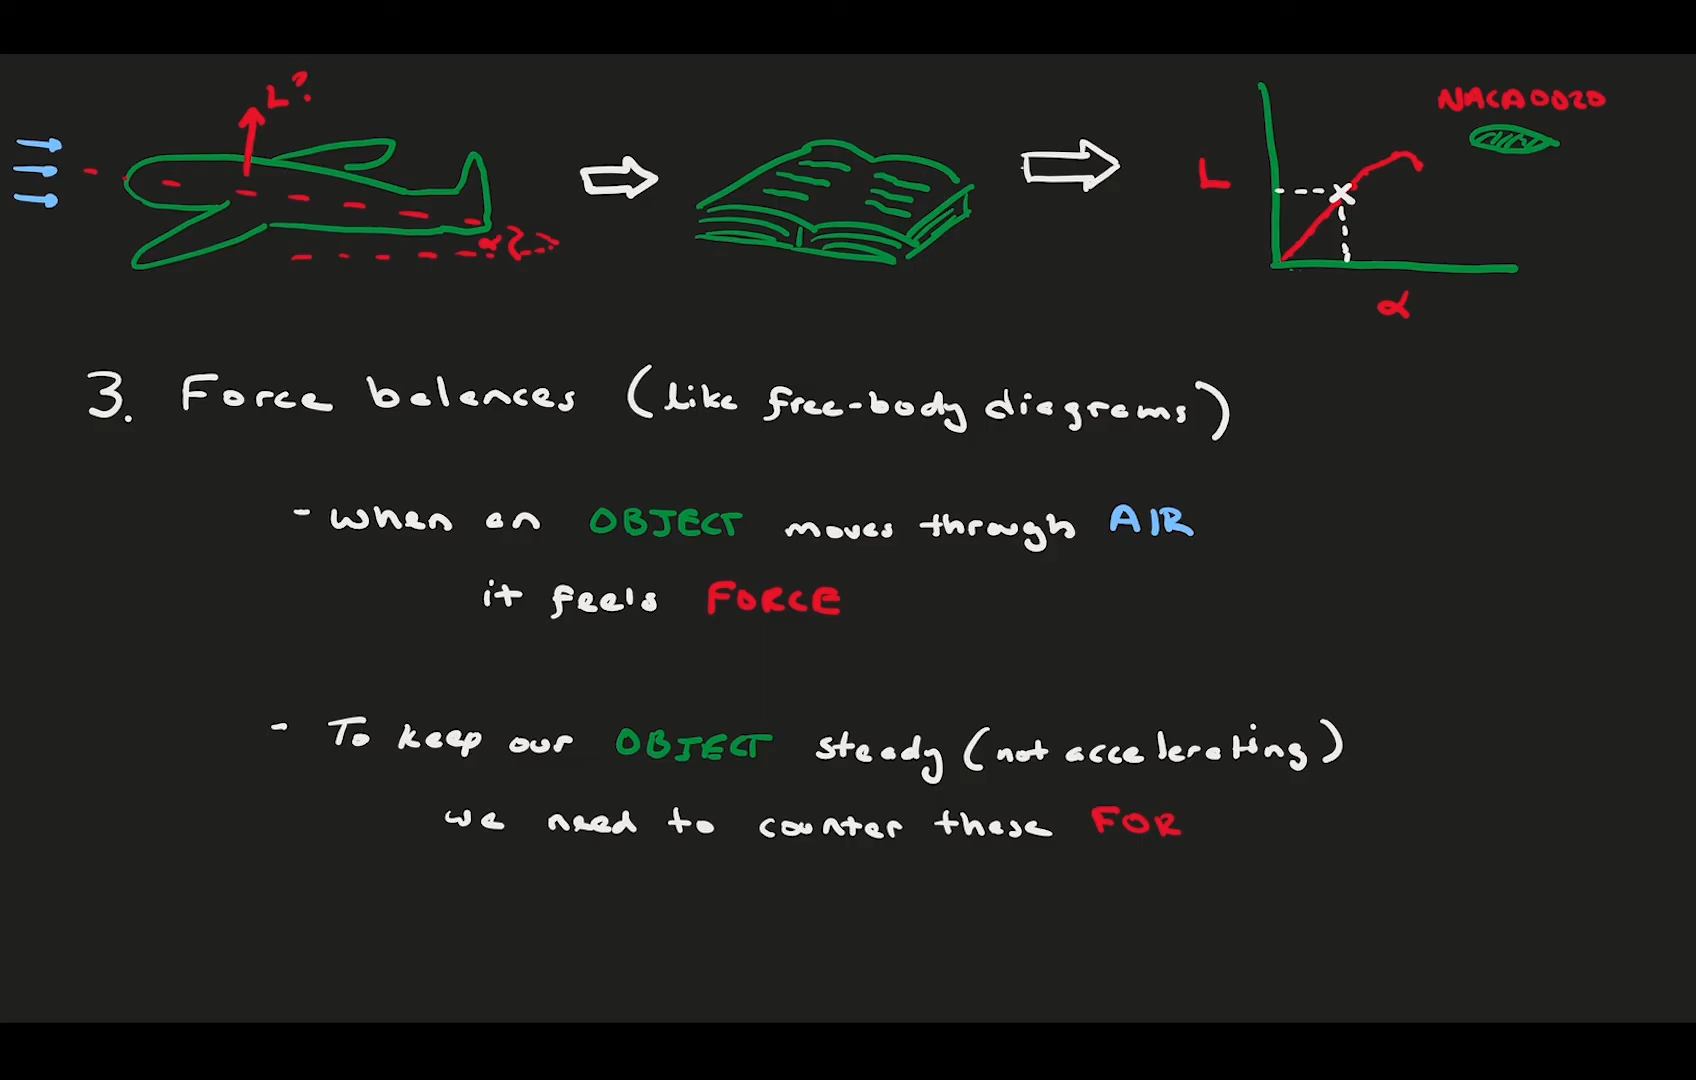 L?
α?
NACA0020
L
α
3. Force balances (like free-body diagrams)
- when an OBJECT moves through AIR
it feels FORCE
- To keep our OBJECT steady (not accelerating)
we need to counter these FOR